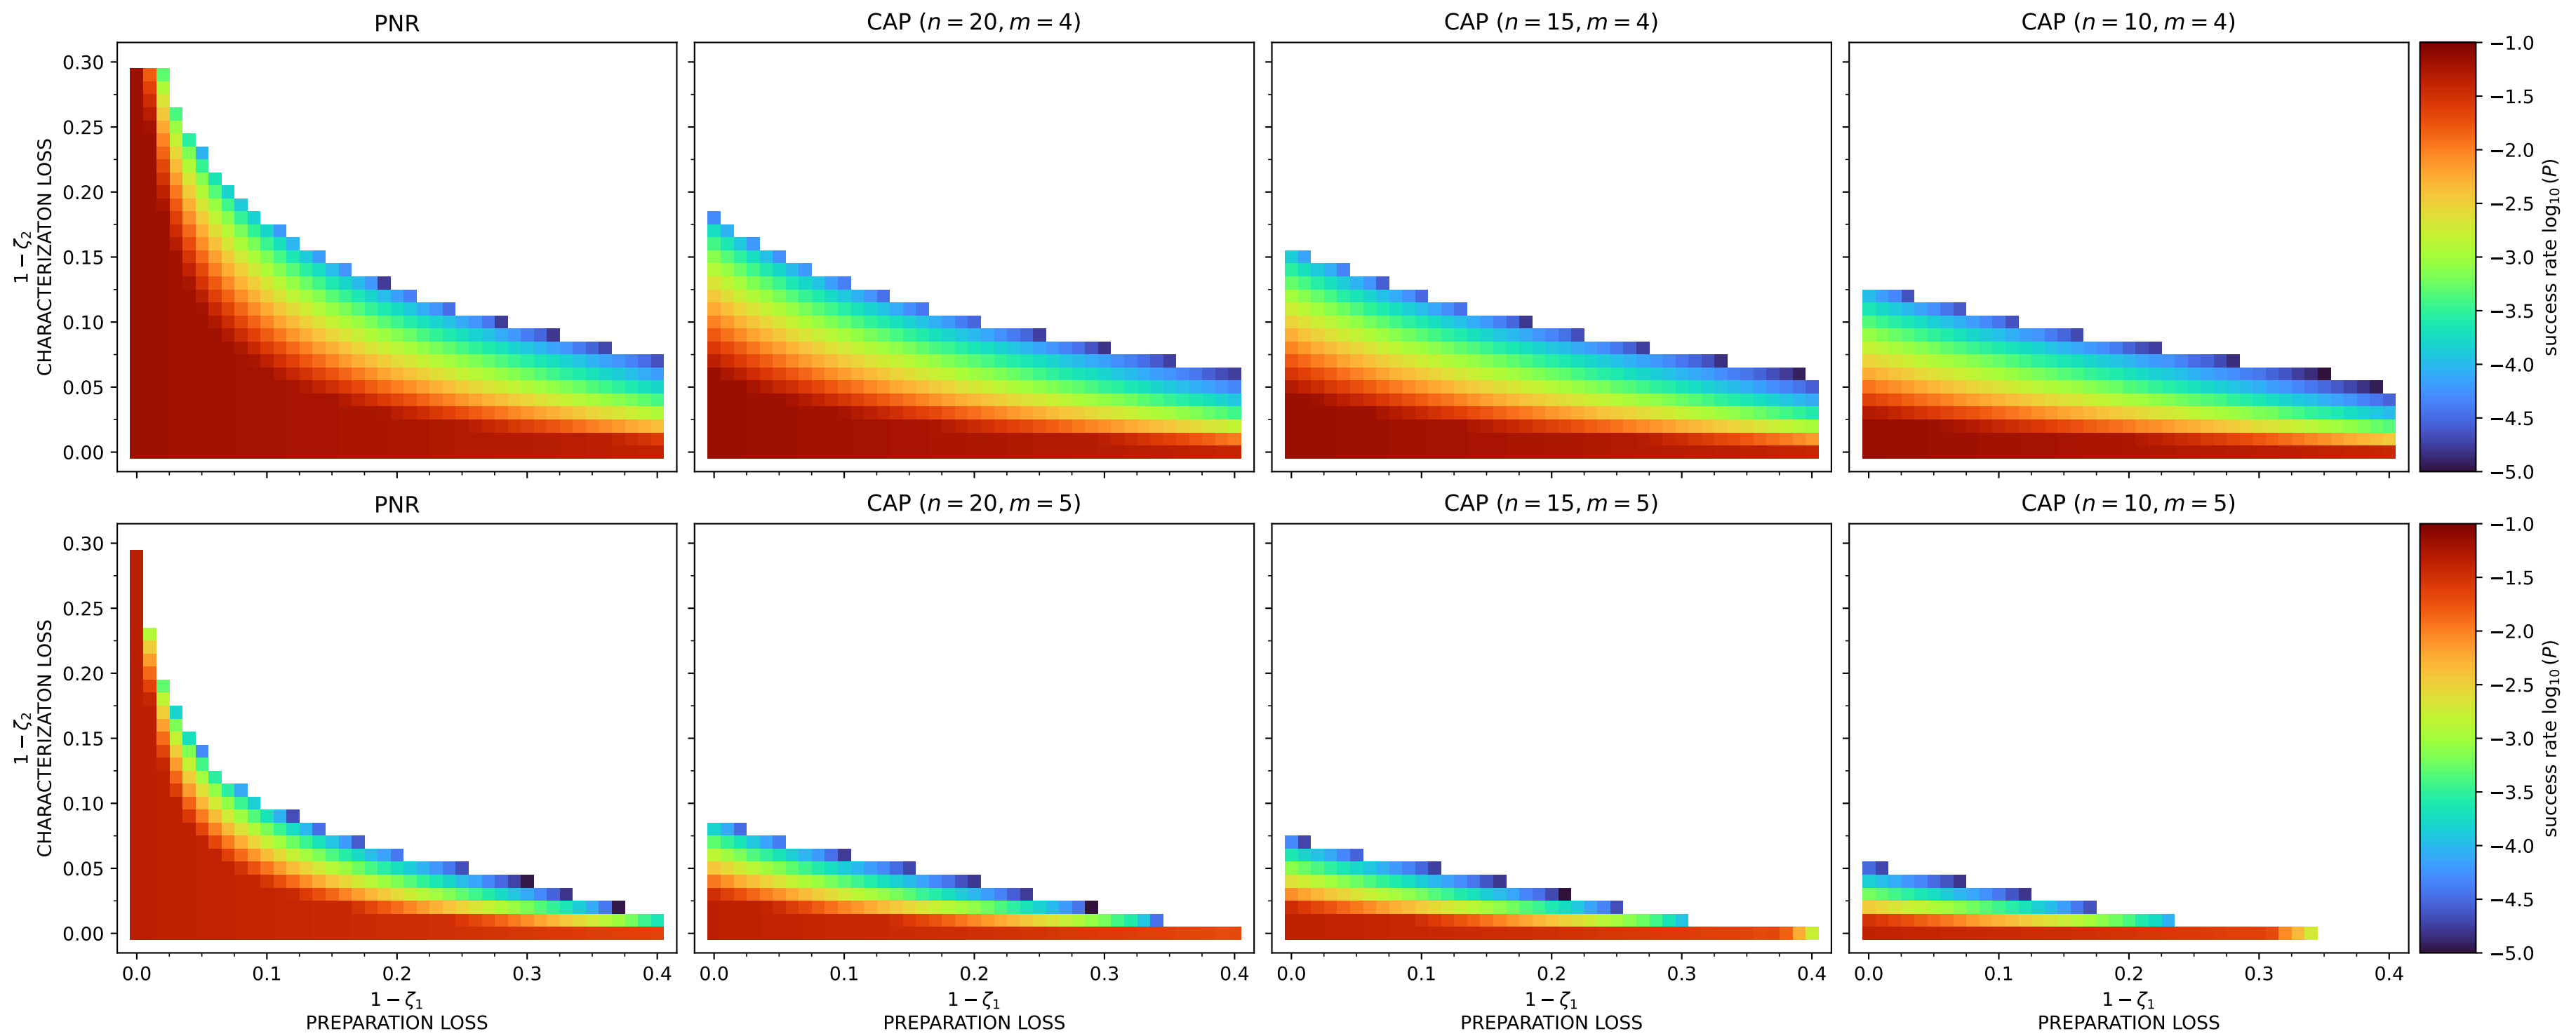 PNR
CAP (n = 20, m = 4)
CAP (n = 15, m = 4)
CAP (n = 10, m = 4)
0.30
0.25
0.20
0.15
0.10
0.05
0.00
1 − ζ₂
CHARACTERIZATON LOSS
−1.0
−1.5
−2.0
−2.5
−3.0
−3.5
−4.0
−4.5
−5.0
success rate log₁₀(P)
PNR
CAP (n = 20, m = 5)
CAP (n = 15, m = 5)
CAP (n = 10, m = 5)
0.30
0.25
0.20
0.15
0.10
0.05
0.00
1 − ζ₂
CHARACTERIZATON LOSS
−1.0
−1.5
−2.0
−2.5
−3.0
−3.5
−4.0
−4.5
−5.0
success rate log₁₀(P)
0.0 0.1 0.2 0.3 0.4
1 − ζ₁
PREPARATION LOSS
0.0 0.1 0.2 0.3 0.4
1 − ζ₁
PREPARATION LOSS
0.0 0.1 0.2 0.3 0.4
1 − ζ₁
PREPARATION LOSS
0.0 0.1 0.2 0.3 0.4
1 − ζ₁
PREPARATION LOSS